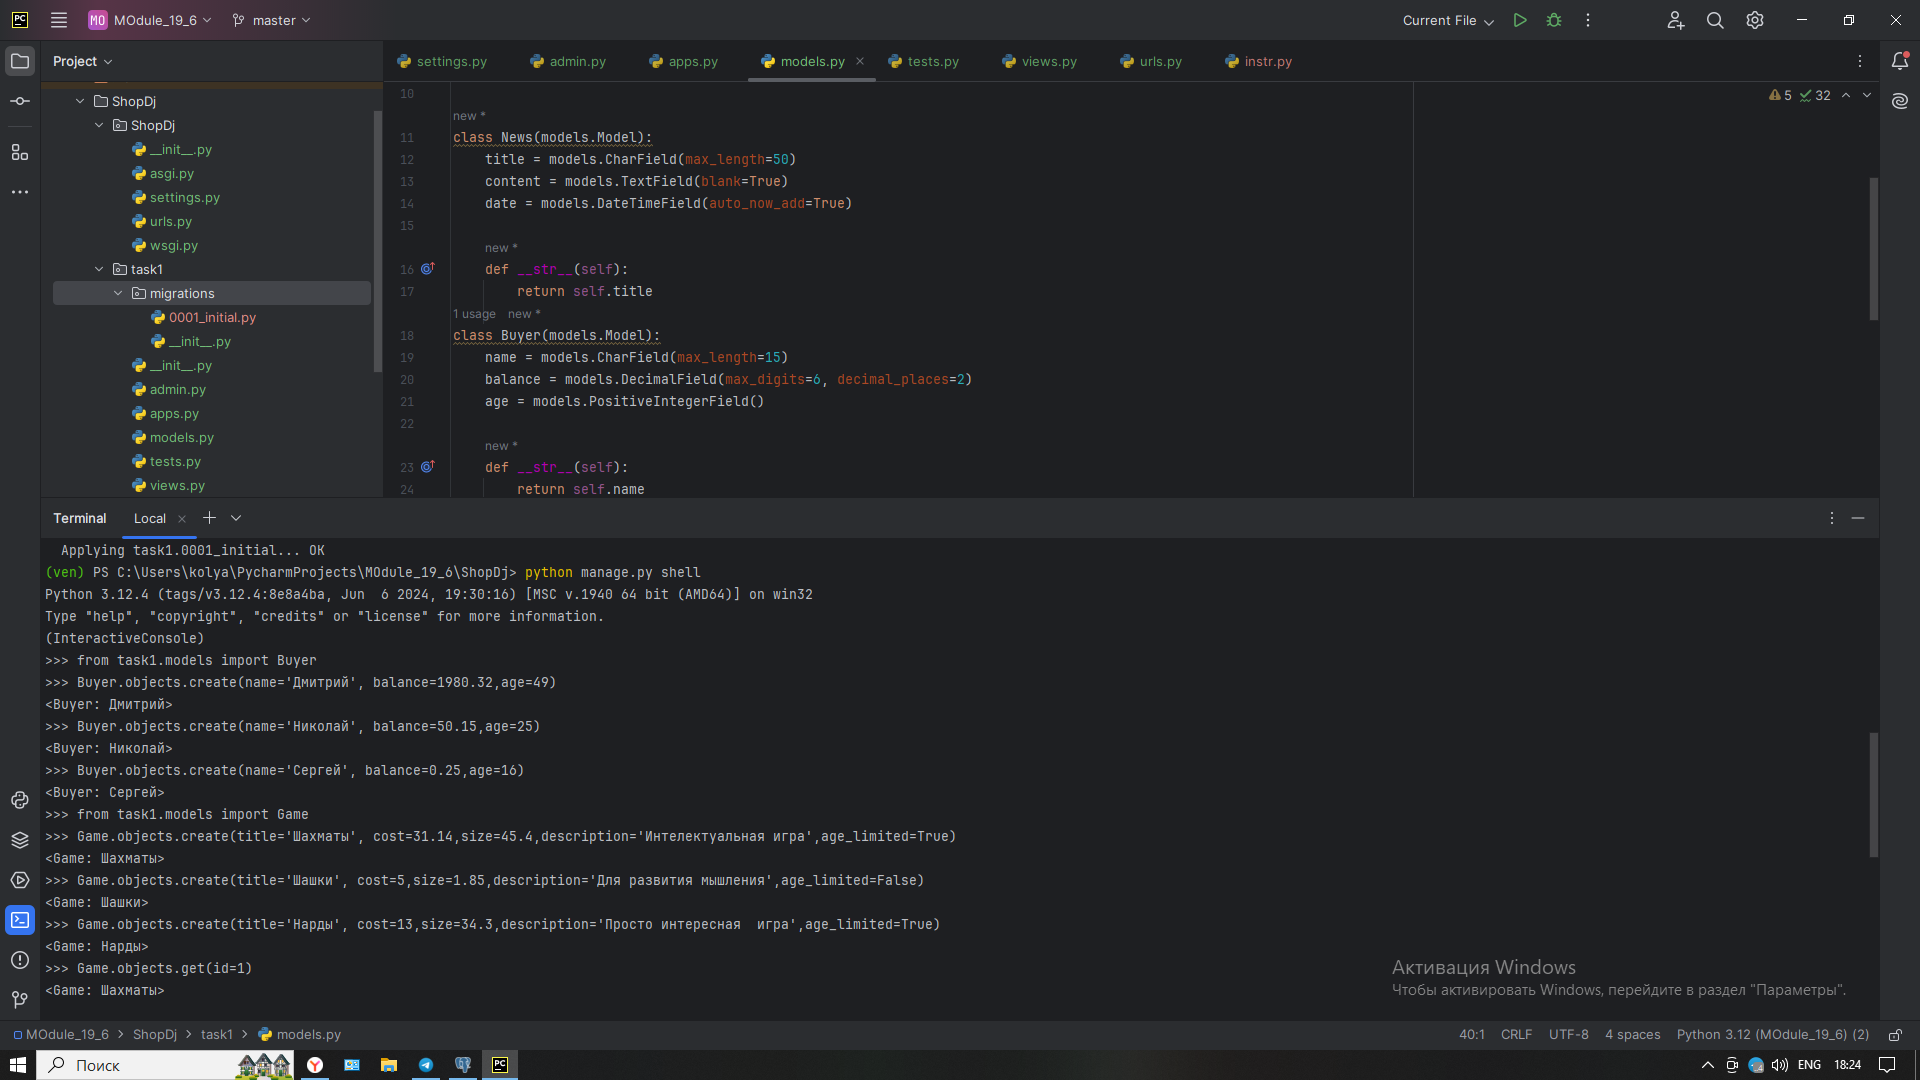 PC
MO MOdule_19_6
master
Current File
Project
settings.py
admin.py
apps.py
models.py
tests.py
views.py
urls.py
instr.py
ShopDj
ShopDj
__init__.py
asgi.py
settings.py
urls.py
wsgi.py
task1
migrations
0001_initial.py
__init__.py
__init__.py
admin.py
apps.py
models.py
tests.py
views.py
5 32
10
new *
11 class News(models.Model):
12 title = models.CharField(max_length=50)
13 content = models.TextField(blank=True)
14 date = models.DateTimeField(auto_now_add=True)
15
new *
16 def __str__(self):
17 return self.title
1 usage new *
18 class Buyer(models.Model):
19 name = models.CharField(max_length=15)
20 balance = models.DecimalField(max_digits=6, decimal_places=2)
21 age = models.PositiveIntegerField()
22
new *
23 def __str__(self):
24 return self.name
Terminal Local
Applying task1.0001_initial... OK
(ven) PS C:\Users\kolya\PycharmProjects\MOdule_19_6\ShopDj> python manage.py shell
Python 3.12.4 (tags/v3.12.4:8e8a4ba, Jun  6 2024, 19:30:16) [MSC v.1940 64 bit (AMD64)] on win32
Type "help", "copyright", "credits" or "license" for more information.
(InteractiveConsole)
>>> from task1.models import Buyer
>>> Buyer.objects.create(name='Дмитрий', balance=1980.32,age=49)
<Buyer: Дмитрий>
>>> Buyer.objects.create(name='Николай', balance=50.15,age=25)
<Buyer: Николай>
>>> Buyer.objects.create(name='Сергей', balance=0.25,age=16)
<Buyer: Сергей>
>>> from task1.models import Game
>>> Game.objects.create(title='Шахматы', cost=31.14,size=45.4,description='Интелектуальная игра',age_limited=True)
<Game: Шахматы>
>>> Game.objects.create(title='Шашки', cost=5,size=1.85,description='Для развития мышления',age_limited=False)
<Game: Шашки>
>>> Game.objects.create(title='Нарды', cost=13,size=34.3,description='Просто интересная  игра',age_limited=True)
<Game: Нарды>
>>> Game.objects.get(id=1)
<Game: Шахматы>
Активация Windows
Чтобы активировать Windows, перейдите в раздел "Параметры".
MOdule_19_6 > ShopDj > task1 > models.py
40:1 CRLF UTF-8 4 spaces Python 3.12 (MOdule_19_6) (2)
Поиск
PC
ENG 18:24